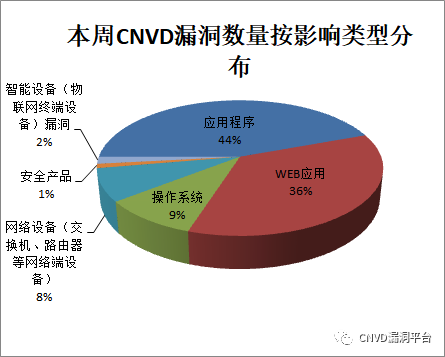 本周CNVD漏洞数量按影响类型分
布
智能设备（物
联网终端设
备）漏洞
2%
应用程序
44%
安全产品
1%
WEB应用
36%
操作系统
9%
网络设备（交
换机、路由器
等网络端设
备）
8%
CNVD漏洞平台